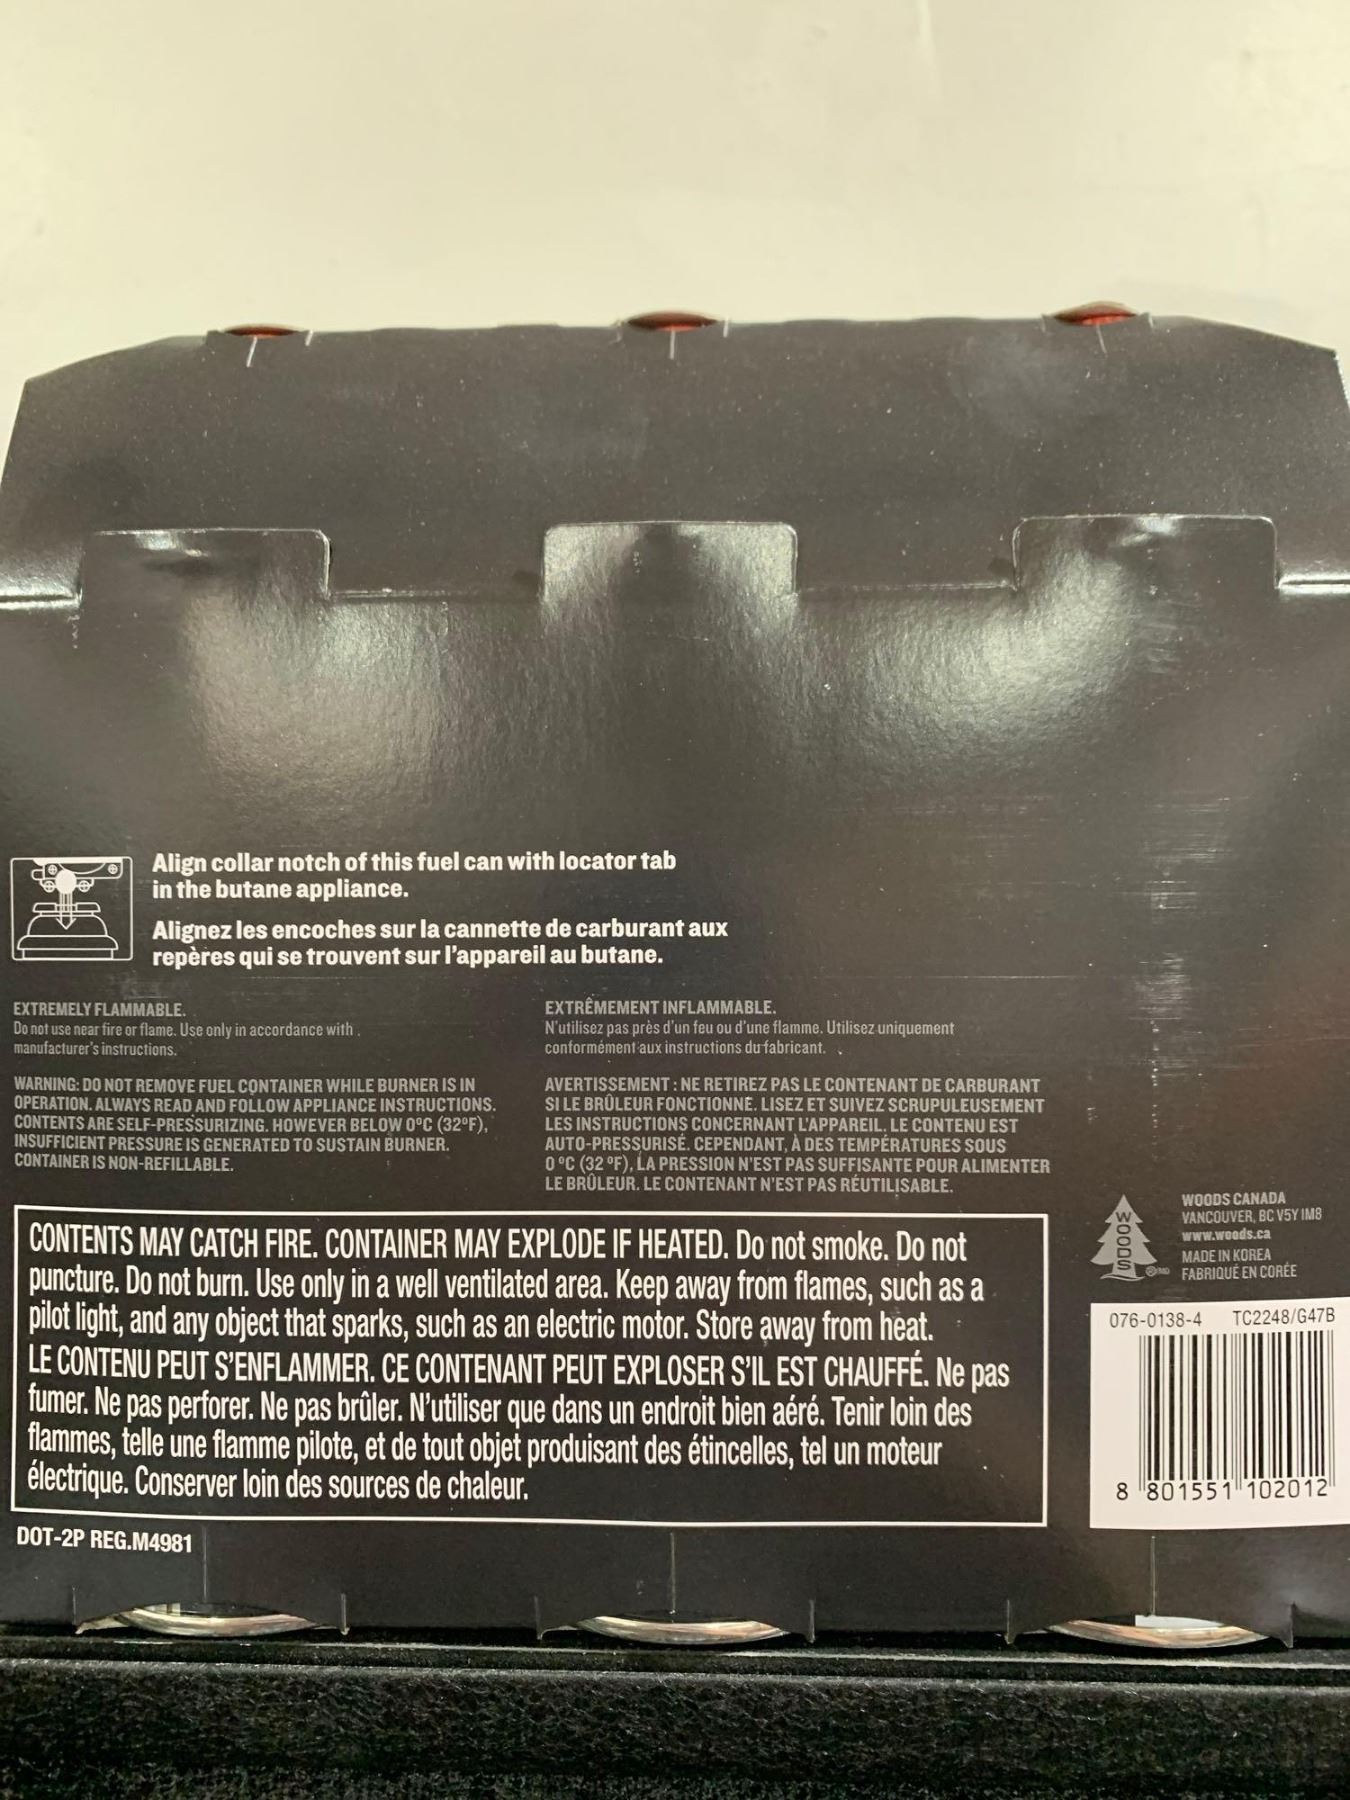 Align collar notch of this fuel can with locator tab
in the butane appliance.
Alignez les encoches sur la cannette de carburant aux
repères qui se trouvent sur l'appareil au butane.
EXTREMELY FLAMMABLE.
Do not use near fire or flame. Use only in accordance with
manufacturer's instructions.
WARNING: DO NOT REMOVE FUEL CONTAINER WHILE BURNER IS IN
OPERATION. ALWAYS READ AND FOLLOW APPLIANCE INSTRUCTIONS.
CONTENTS ARE SELF-PRESSURIZING. HOWEVER BELOW 0ºC (32ºF),
INSUFFICIENT PRESSURE IS GENERATED TO SUSTAIN BURNER.
CONTAINER IS NON-REFILLABLE.
EXTRÊMEMENT INFLAMMABLE.
N'utilisez pas près d'un feu ou d'une flamme. Utilisez uniquement
conformément aux instructions du fabricant.
AVERTISSEMENT : NE RETIREZ PAS LE CONTENANT DE CARBURANT
SI LE BRÛLEUR FONCTIONNE. LISEZ ET SUIVEZ SCRUPULEUSEMENT
LES INSTRUCTIONS CONCERNANT L'APPAREIL. LE CONTENU EST
AUTO-PRESSURISÉ. CEPENDANT, À DES TEMPÉRATURES SOUS
0 ºC (32 ºF), LA PRESSION N'EST PAS SUFFISANTE POUR ALIMENTER
LE BRÛLEUR. LE CONTENANT N'EST PAS RÉUTILISABLE.
CONTENTS MAY CATCH FIRE. CONTAINER MAY EXPLODE IF HEATED. Do not smoke. Do not
puncture. Do not burn. Use only in a well ventilated area. Keep away from flames, such as a
pilot light, and any object that sparks, such as an electric motor. Store away from heat.
LE CONTENU PEUT S'ENFLAMMER. CE CONTENANT PEUT EXPLOSER S'IL EST CHAUFFÉ. Ne pas
fumer. Ne pas perforer. Ne pas brûler. N'utiliser que dans un endroit bien aéré. Tenir loin des
flammes, telle une flamme pilote, et de tout objet produisant des étincelles, tel un moteur
électrique. Conserver loin des sources de chaleur.
DOT-2P REG.M4981
WOODS
®/MD
WOODS CANADA
VANCOUVER, BC V5Y 1M8
www.woods.ca
MADE IN KOREA
FABRIQUÉ EN CORÉE
076-0138-4 TC2248/G47B
8 801551 102012